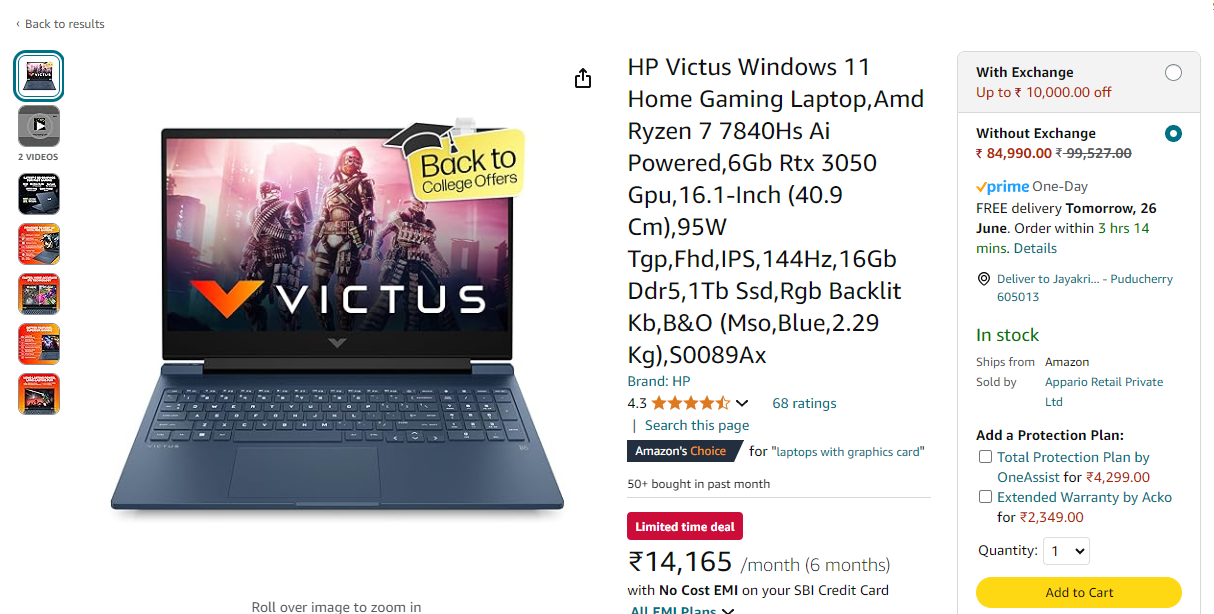 ‹ Back to results
2 VIDEOS
Back to
College Offers
VICTUS
VICTUS
Roll over image to zoom in
HP Victus Windows 11
Home Gaming Laptop,Amd
Ryzen 7 7840Hs Ai
Powered,6Gb Rtx 3050
Gpu,16.1-Inch (40.9
Cm),95W
Tgp,Fhd,IPS,144Hz,16Gb
Ddr5,1Tb Ssd,Rgb Backlit
Kb,B&O (Mso,Blue,2.29
Kg),S0089Ax
Brand: HP
4.3 68 ratings
| Search this page
Amazon's Choice for "laptops with graphics card"
50+ bought in past month
Limited time deal
₹14,165 /month (6 months)
with No Cost EMI on your SBI Credit Card
All EMI Plans
With Exchange
Up to ₹ 10,000.00 off
Without Exchange
₹ 84,990.00 ₹ 99,527.00
prime One-Day
FREE delivery Tomorrow, 26
June. Order within 3 hrs 14
mins. Details
Deliver to Jayakri... - Puducherry
605013
In stock
Ships from Amazon
Sold by Appario Retail Private
Ltd
Add a Protection Plan:
Total Protection Plan by
OneAssist for ₹4,299.00
Extended Warranty by Acko
for ₹2,349.00
Quantity: 1
Add to Cart